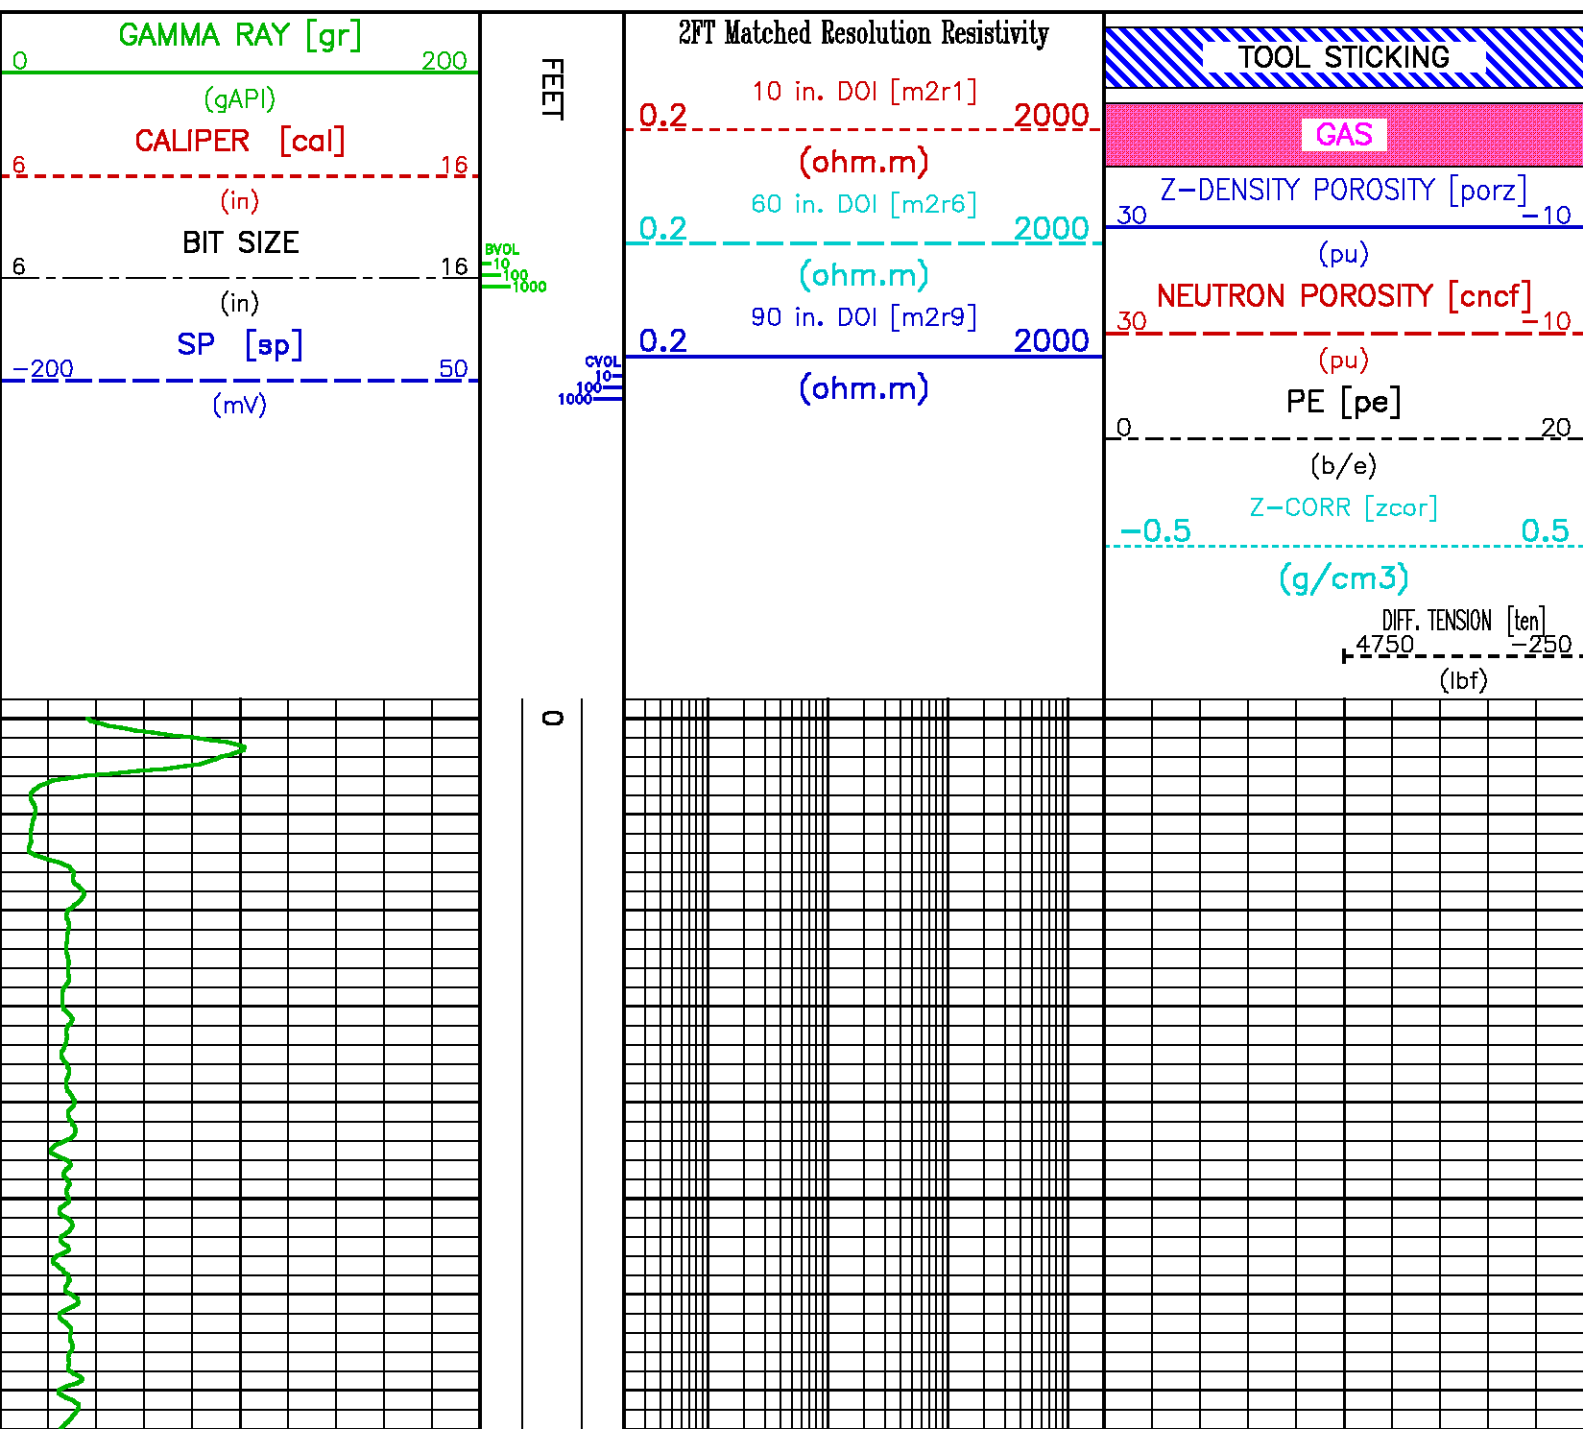 GAMMA RAY [gr]
0 200
(gAPI)
CALIPER [cal]
6 16
(in)
BIT SIZE
6 16
(in)
SP [sp]
-200 50
(mV)
FEET
BVOL
10
100
1000
CVOL
10
100
1000
0
2FT Matched Resolution Resistivity
10 in. DOI [m2r1]
0.2 2000
(ohm.m)
60 in. DOI [m2r6]
0.2 2000
(ohm.m)
90 in. DOI [m2r9]
0.2 2000
(ohm.m)
TOOL STICKING
GAS
Z-DENSITY POROSITY [porz]
30 -10
(pu)
NEUTRON POROSITY [cncf]
30 -10
(pu)
PE [pe]
0 20
(b/e)
Z-CORR [zcor]
-0.5 0.5
(g/cm3)
DIFF. TENSION [ten]
4750 -250
(lbf)